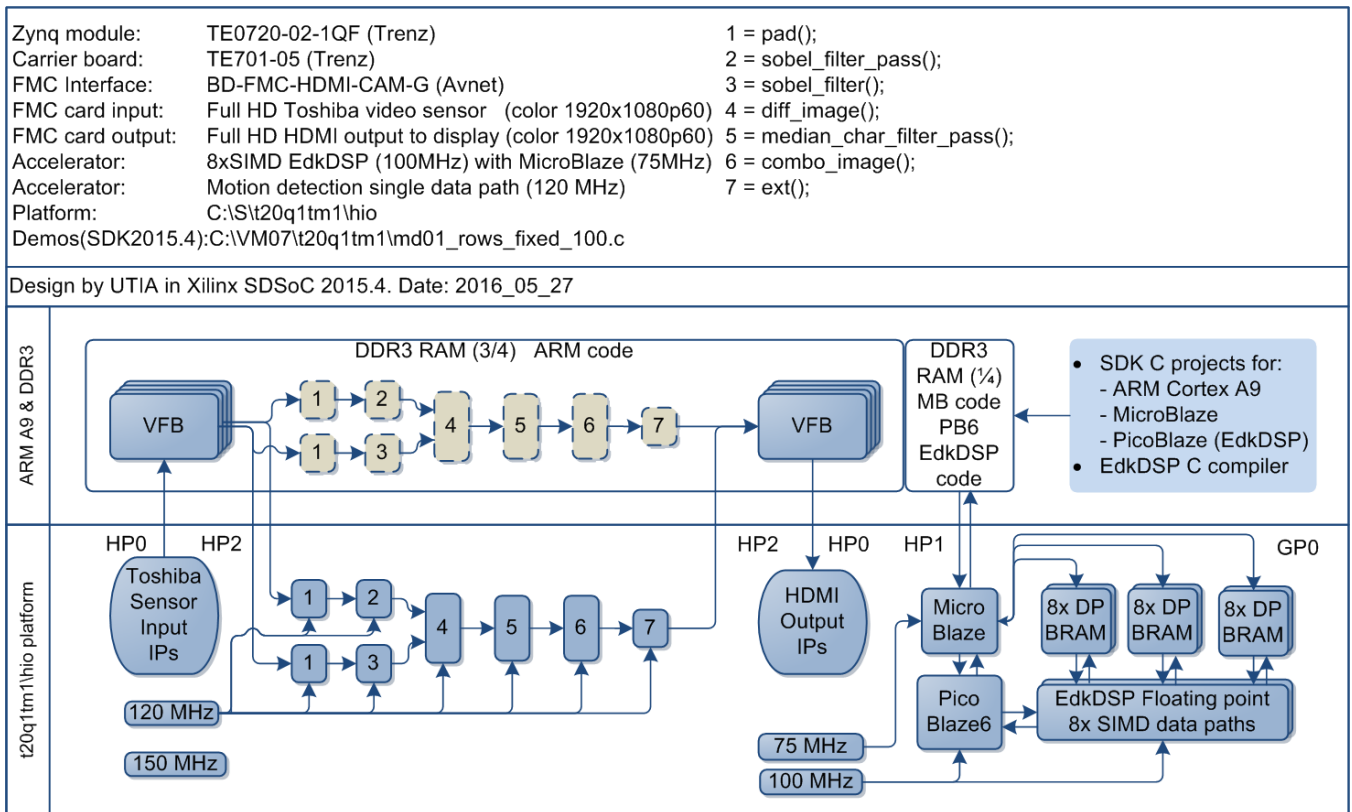 Zynq module: TE0720-02-1QF (Trenz) 1 = pad();
Carrier board: TE701-05 (Trenz) 2 = sobel_filter_pass();
FMC Interface: BD-FMC-HDMI-CAM-G (Avnet) 3 = sobel_filter();
FMC card input: Full HD Toshiba video sensor (color 1920x1080p60) 4 = diff_image();
FMC card output: Full HD HDMI output to display (color 1920x1080p60) 5 = median_char_filter_pass();
Accelerator: 8xSIMD EdkDSP (100MHz) with MicroBlaze (75MHz) 6 = combo_image();
Accelerator: Motion detection single data path (120 MHz) 7 = ext();
Platform: C:\S\t20q1tm1\hio
Demos(SDK2015.4):C:\VM07\t20q1tm1\md01_rows_fixed_100.c
Design by UTIA in Xilinx SDSoC 2015.4. Date: 2016_05_27
ARM A9 & DDR3
DDR3 RAM (3/4) ARM code
VFB
1
2
1
3
4
5
6
7
VFB
DDR3
RAM (¼)
MB code
PB6
EdkDSP
code
• SDK C projects for:
- ARM Cortex A9
- MicroBlaze
- PicoBlaze (EdkDSP)
• EdkDSP C compiler
t20q1tm1\hio platform
HP0
HP2
HP2
HP0
HP1
GP0
Toshiba
Sensor
Input
IPs
1
2
1
3
4
5
6
7
120 MHz
150 MHz
HDMI
Output
IPs
Micro
Blaze
8x DP
BRAM
8x DP
BRAM
8x DP
BRAM
Pico
Blaze6
EdkDSP Floating point
8x SIMD data paths
75 MHz
100 MHz